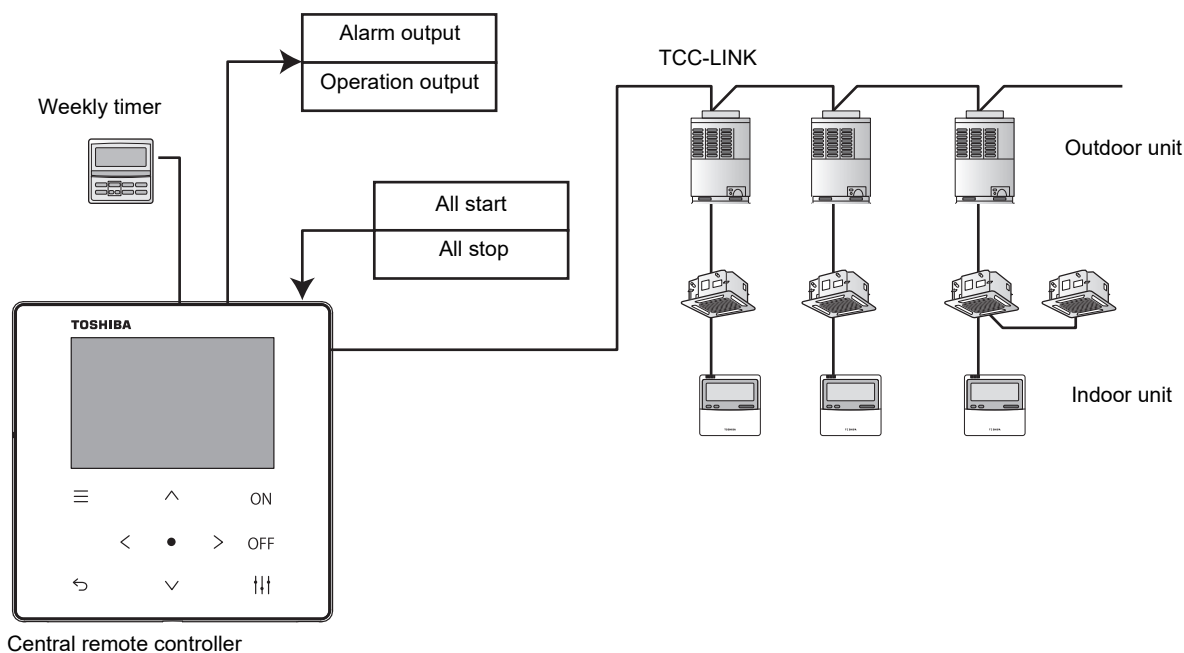 Alarm output
Operation output
TCC-LINK
Weekly timer
Outdoor unit
All start
All stop
TOSHIBA
Indoor unit
ON
OFF
Central remote controller